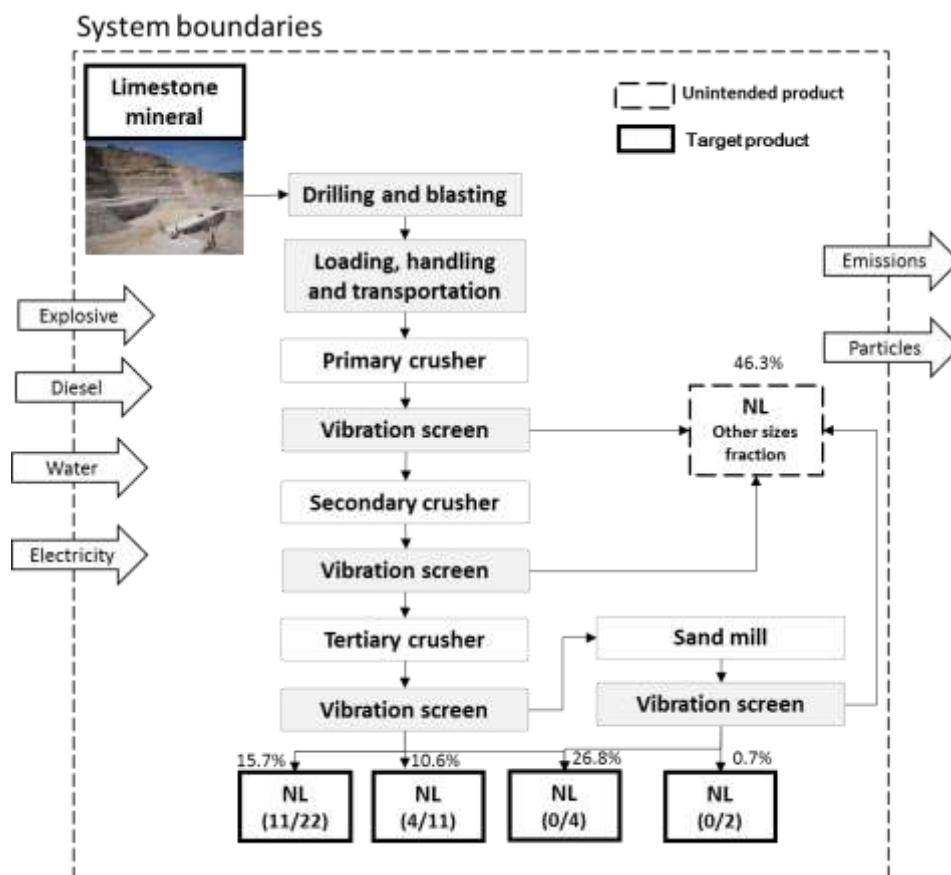 System boundaries
Limestone
mineral
Unintended product
Target product
Drilling and blasting
Loading, handling
and transportation
Emissions
Explosive
Particles
Primary crusher
46.3%
Diesel
NL
Other sizes
fraction
Vibration screen
Water
Secondary crusher
Electricity
Vibration screen
Tertiary crusher
Sand mill
Vibration screen
Vibration screen
15.7%
10.6%
26.8%
0.7%
NL
(11/22)
NL
(4/11)
NL
(0/4)
NL
(0/2)